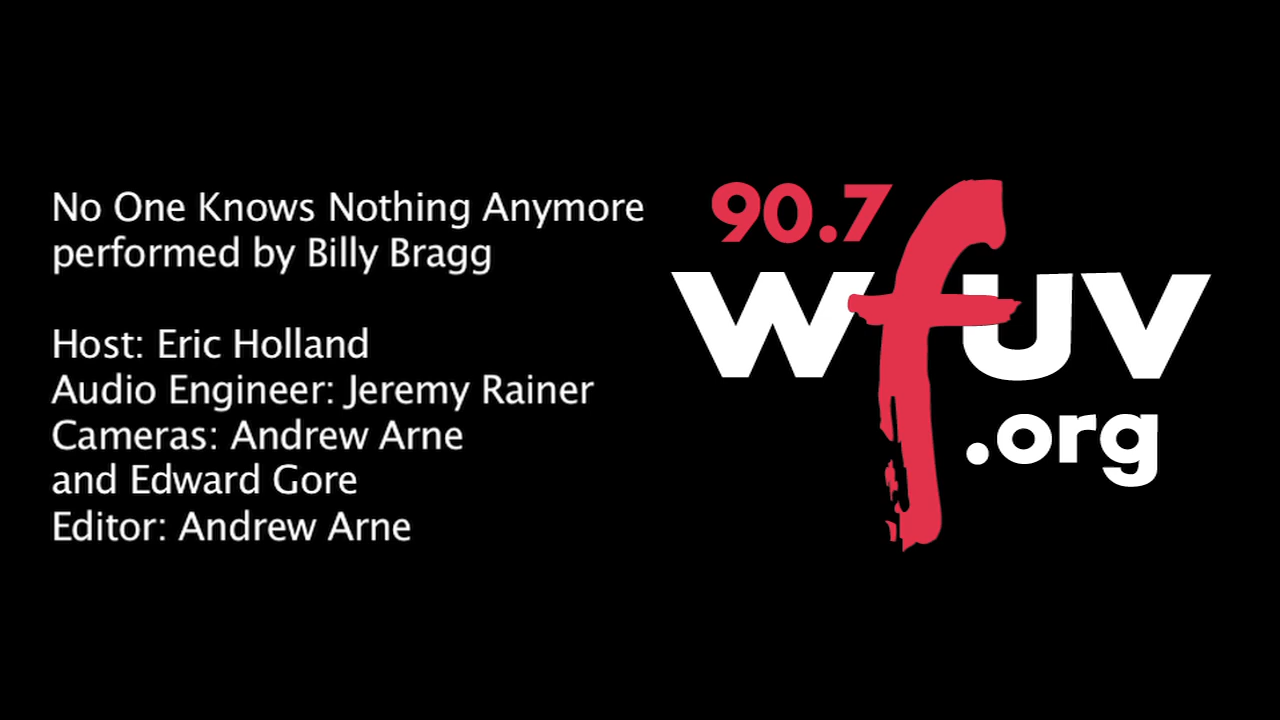 No One Knows Nothing Anymore
performed by Billy Bragg
Host: Eric Holland
Audio Engineer: Jeremy Rainer
Cameras: Andrew Arne
and Edward Gore
Editor: Andrew Arne
90.7
wfuv
.org